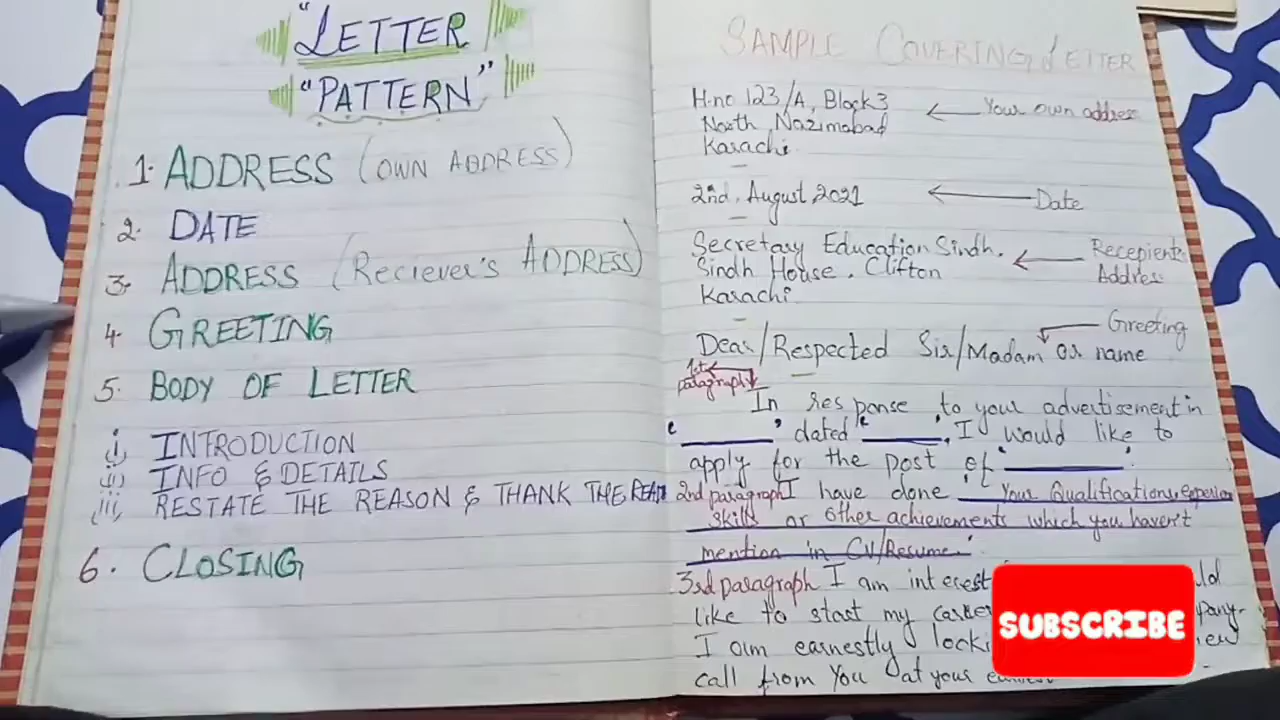 "LETTER
"PATTERN"
1. ADDRESS (OWN ADDRESS)
2. DATE
3. ADDRESS (Reciever's ADDRESS)
4. GREETING
5. BODY OF LETTER
i) INTRODUCTION
ii) INFO & DETAILS
iii) RESTATE THE REASON & THANK THE
6. CLOSING
SAMPLE COVERING LETTER
H.no 123/A, Block 3
North Nazimabad
Karachi.
Your own address
2nd, August 2021
Date
Secretary Education Sindh,
Sindh House, Clifton
Karachi
Recepient's
Address
Greeting
Dear/Respected Sir/Madam or name
1st
paragraph
In response to your advertisement in
' ' dated ' ', I would like to
apply for the post of ' '.
2nd paragraph I have done Your Qualifications,
skills or other achievements which you haven't
mention in CV/Resume.
3rd paragraph I am interest
like to start my
I am earnestly
call from You at your
SUBSCRIBE